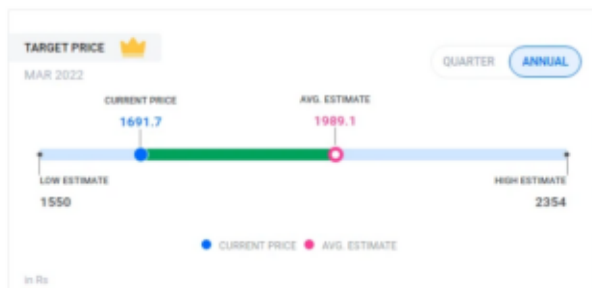 TARGET PRICE
MAR 2022
QUARTER ANNUAL
CURRENT PRICE AVG. ESTIMATE
1691.7 1989.1
LOW ESTIMATE HIGH ESTIMATE
1550 2354
CURRENT PRICE AVG. ESTIMATE
in Rs